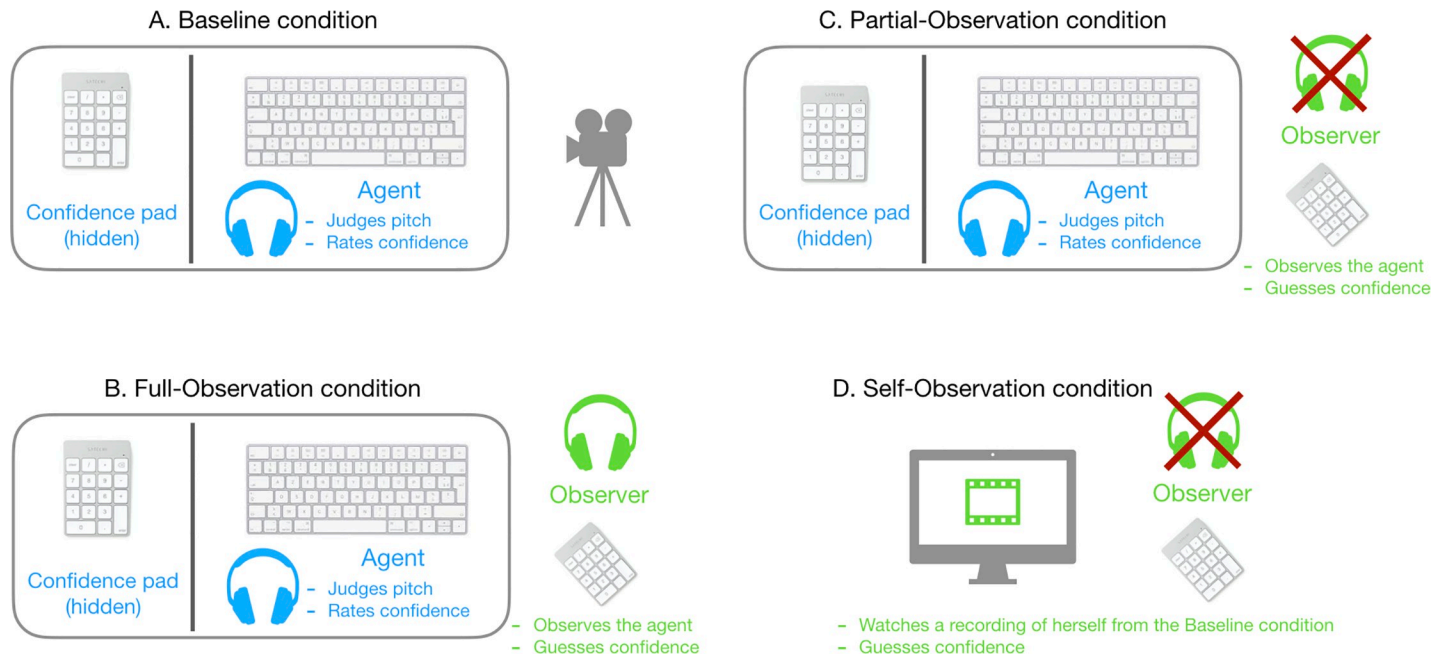 A. Baseline condition
Confidence pad
(hidden)
Agent
- Judges pitch
- Rates confidence
C. Partial-Observation condition
Confidence pad
(hidden)
Agent
- Judges pitch
- Rates confidence
Observer
- Observes the agent
- Guesses confidence
B. Full-Observation condition
Confidence pad
(hidden)
Agent
- Judges pitch
- Rates confidence
Observer
- Observes the agent
- Guesses confidence
D. Self-Observation condition
Observer
- Watches a recording of herself from the Baseline condition
- Guesses confidence